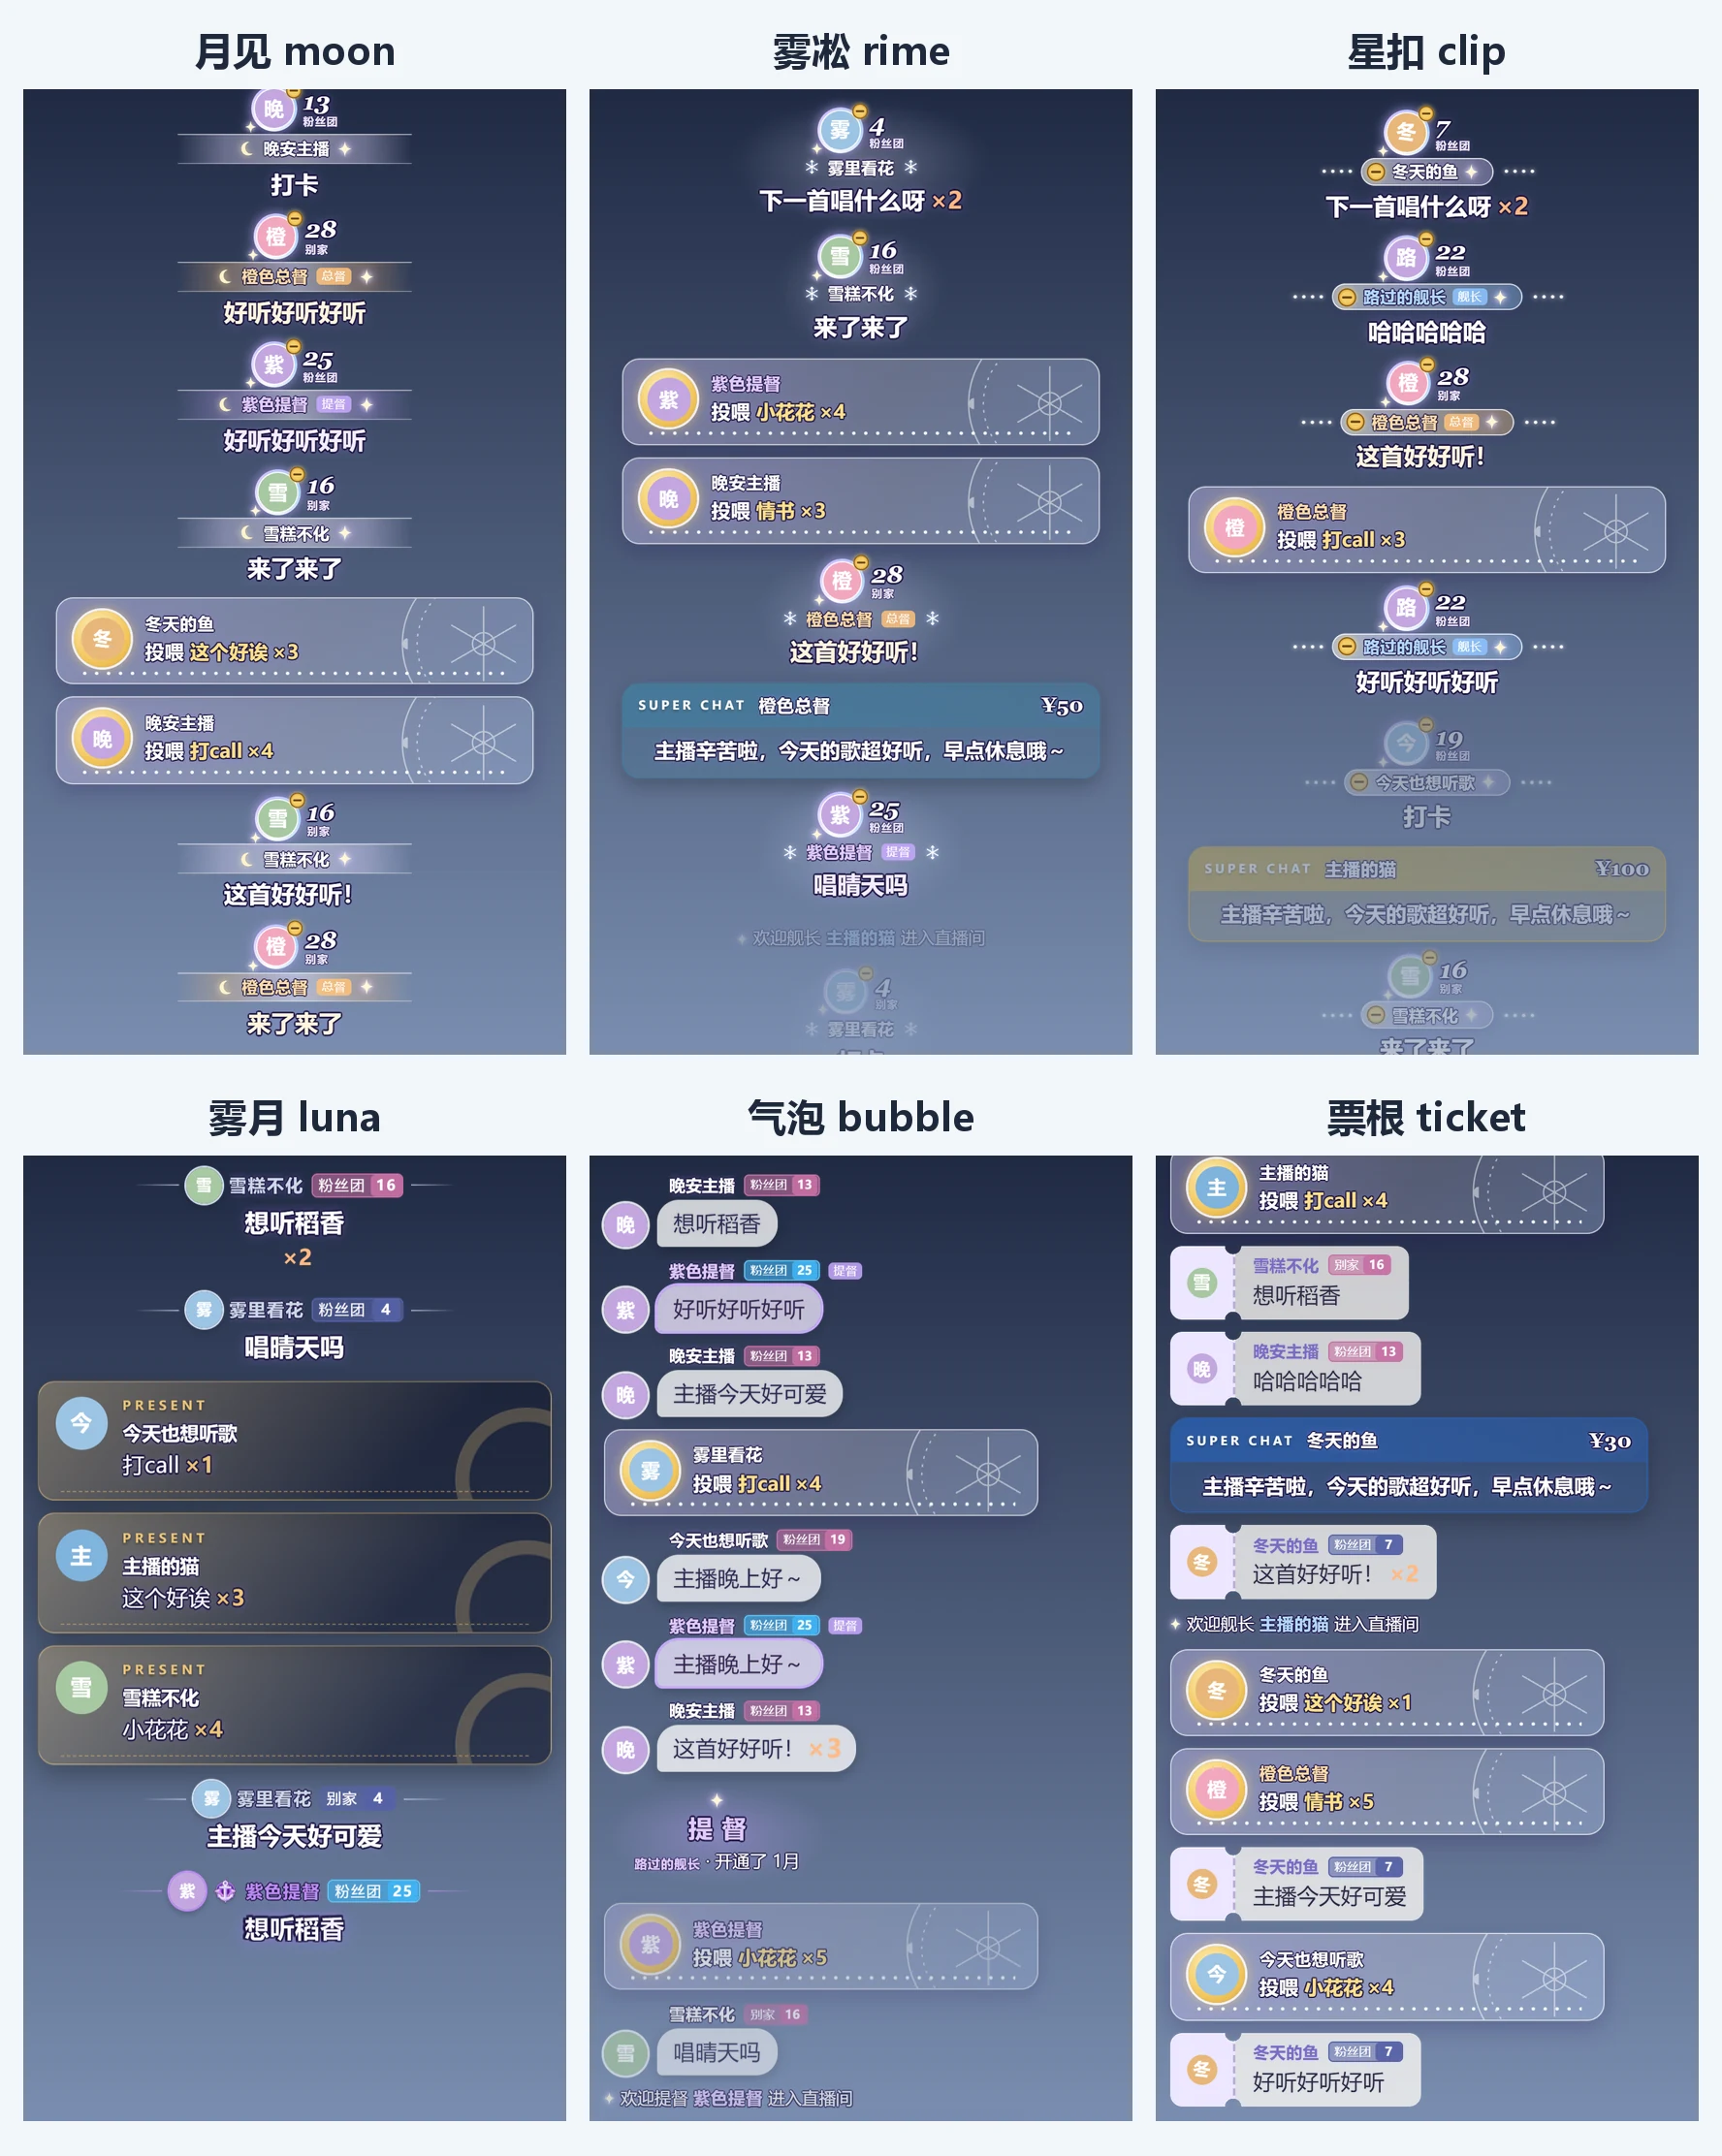 月见 moon
晚 13
粉丝团
晚安主播
打卡
橙 28
别家
橙色总督 总督
好听好听好听
紫 25
粉丝团
紫色提督 提督
好听好听好听
雪 16
别家
雪糕不化
来了来了
冬 冬天的鱼
投喂 这个好诶 ×3
晚 晚安主播
投喂 打call ×4
雪 16
别家
雪糕不化
这首好好听！
橙 28
别家
橙色总督 总督
来了来了
雾凇 rime
雾 4
粉丝团
雾里看花
下一首唱什么呀 ×2
雪 16
粉丝团
雪糕不化
来了来了
紫 紫色提督
投喂 小花花 ×4
晚 晚安主播
投喂 情书 ×3
橙 28
别家
橙色总督 总督
这首好好听！
SUPER CHAT 橙色总督 ¥50
主播辛苦啦，今天的歌超好听，早点休息哦～
紫 25
粉丝团
紫色提督 提督
唱晴天吗
欢迎舰长 主播的猫 进入直播间
雾 4
别家
雾里看花
星扣 clip
冬 7
粉丝团
冬天的鱼
下一首唱什么呀 ×2
路 22
粉丝团
路过的舰长 舰长
哈哈哈哈哈
橙 28
别家
橙色总督 总督
这首好好听！
橙 橙色总督
投喂 打call ×3
路 22
粉丝团
路过的舰长 舰长
好听好听好听
今 19
粉丝团
今天也想听歌
打卡
SUPER CHAT 主播的猫 ¥100
主播辛苦啦，今天的歌超好听，早点休息哦～
雪 16
别家
雪糕不化
来了来了
雾月 luna
雪 雪糕不化 粉丝团 16
想听稻香
×2
雾 雾里看花 粉丝团 4
唱晴天吗
PRESENT
今 今天也想听歌
打call ×1
PRESENT
主 主播的猫
这个好诶 ×3
PRESENT
雪 雪糕不化
小花花 ×4
雾 雾里看花 别家 4
主播今天好可爱
紫 紫色提督 粉丝团 25
想听稻香
气泡 bubble
晚安主播 粉丝团 13
晚 想听稻香
紫色提督 粉丝团 25 提督
紫 好听好听好听
晚安主播 粉丝团 13
晚 主播今天好可爱
雾 雾里看花
投喂 打call ×4
今天也想听歌 粉丝团 19
今 主播晚上好～
紫色提督 粉丝团 25 提督
紫 主播晚上好～
晚安主播 粉丝团 13
晚 这首好好听！ ×3
提督
路过的舰长 · 开通了 1月
紫 紫色提督
投喂 小花花 ×5
雪糕不化 别家 16
雪 唱晴天吗
欢迎提督 紫色提督 进入直播间
票根 ticket
主 主播的猫
投喂 打call ×4
雪糕不化 别家 16
雪 想听稻香
晚安主播 粉丝团 13
晚 哈哈哈哈哈
SUPER CHAT 冬天的鱼 ¥30
主播辛苦啦，今天的歌超好听，早点休息哦～
冬天的鱼 粉丝团 7
冬 这首好好听！ ×2
欢迎舰长 主播的猫 进入直播间
冬 冬天的鱼
投喂 这个好诶 ×1
橙 橙色总督
投喂 情书 ×5
冬天的鱼 粉丝团 7
冬 主播今天好可爱
今 今天也想听歌
投喂 小花花 ×4
冬天的鱼 粉丝团 7
冬 好听好听好听